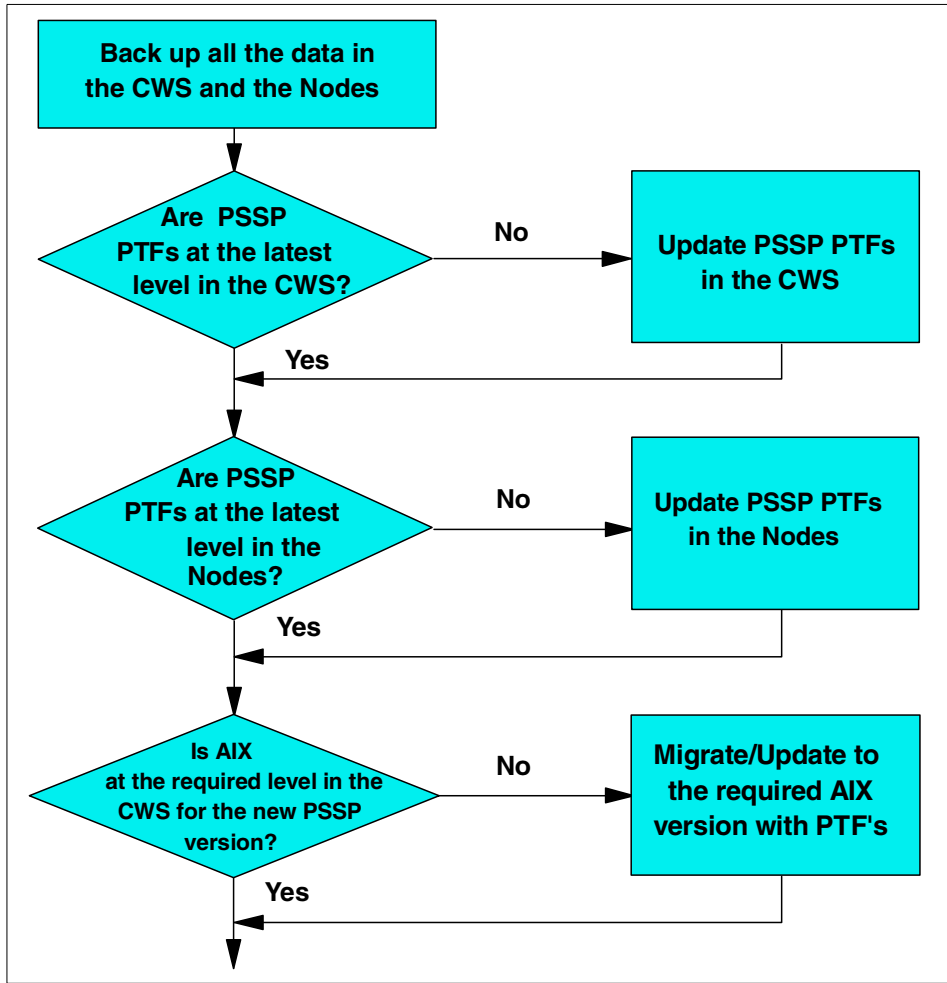 Back up all the data in
the CWS and the Nodes
Are PSSP
PTFs at the latest
level in the CWS?
No
Update PSSP PTFs
in the CWS
Yes
Are PSSP
PTFs at the latest
level in the
Nodes?
No
Update PSSP PTFs
in the Nodes
Yes
Is AIX
at the required level in the
CWS for the new PSSP
version?
No
Migrate/Update to
the required AIX
version with PTF's
Yes